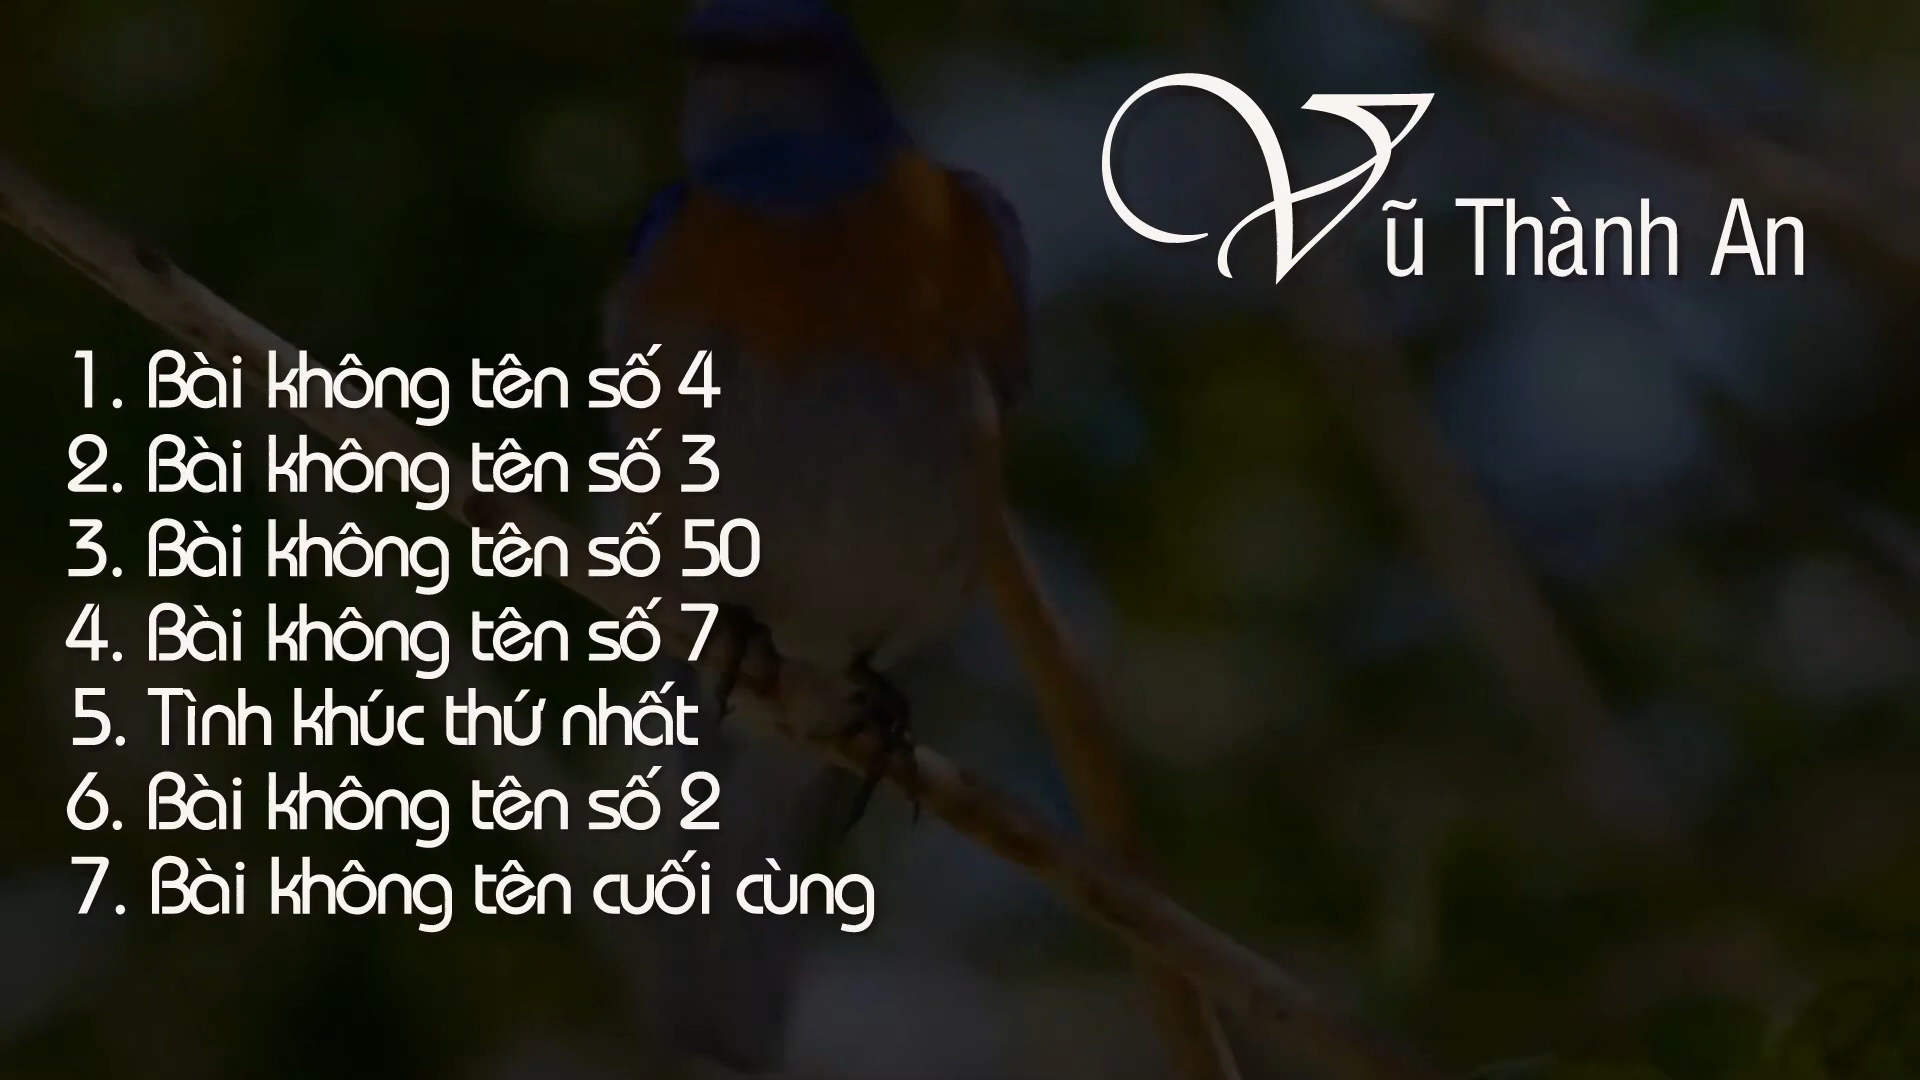 Vũ Thành An
1. Bài không tên số 4
2. Bài không tên số 3
3. Bài không tên số 50
4. Bài không tên số 7
5. Tình khúc thứ nhất
6. Bài không tên số 2
7. Bài không tên cuối cùng